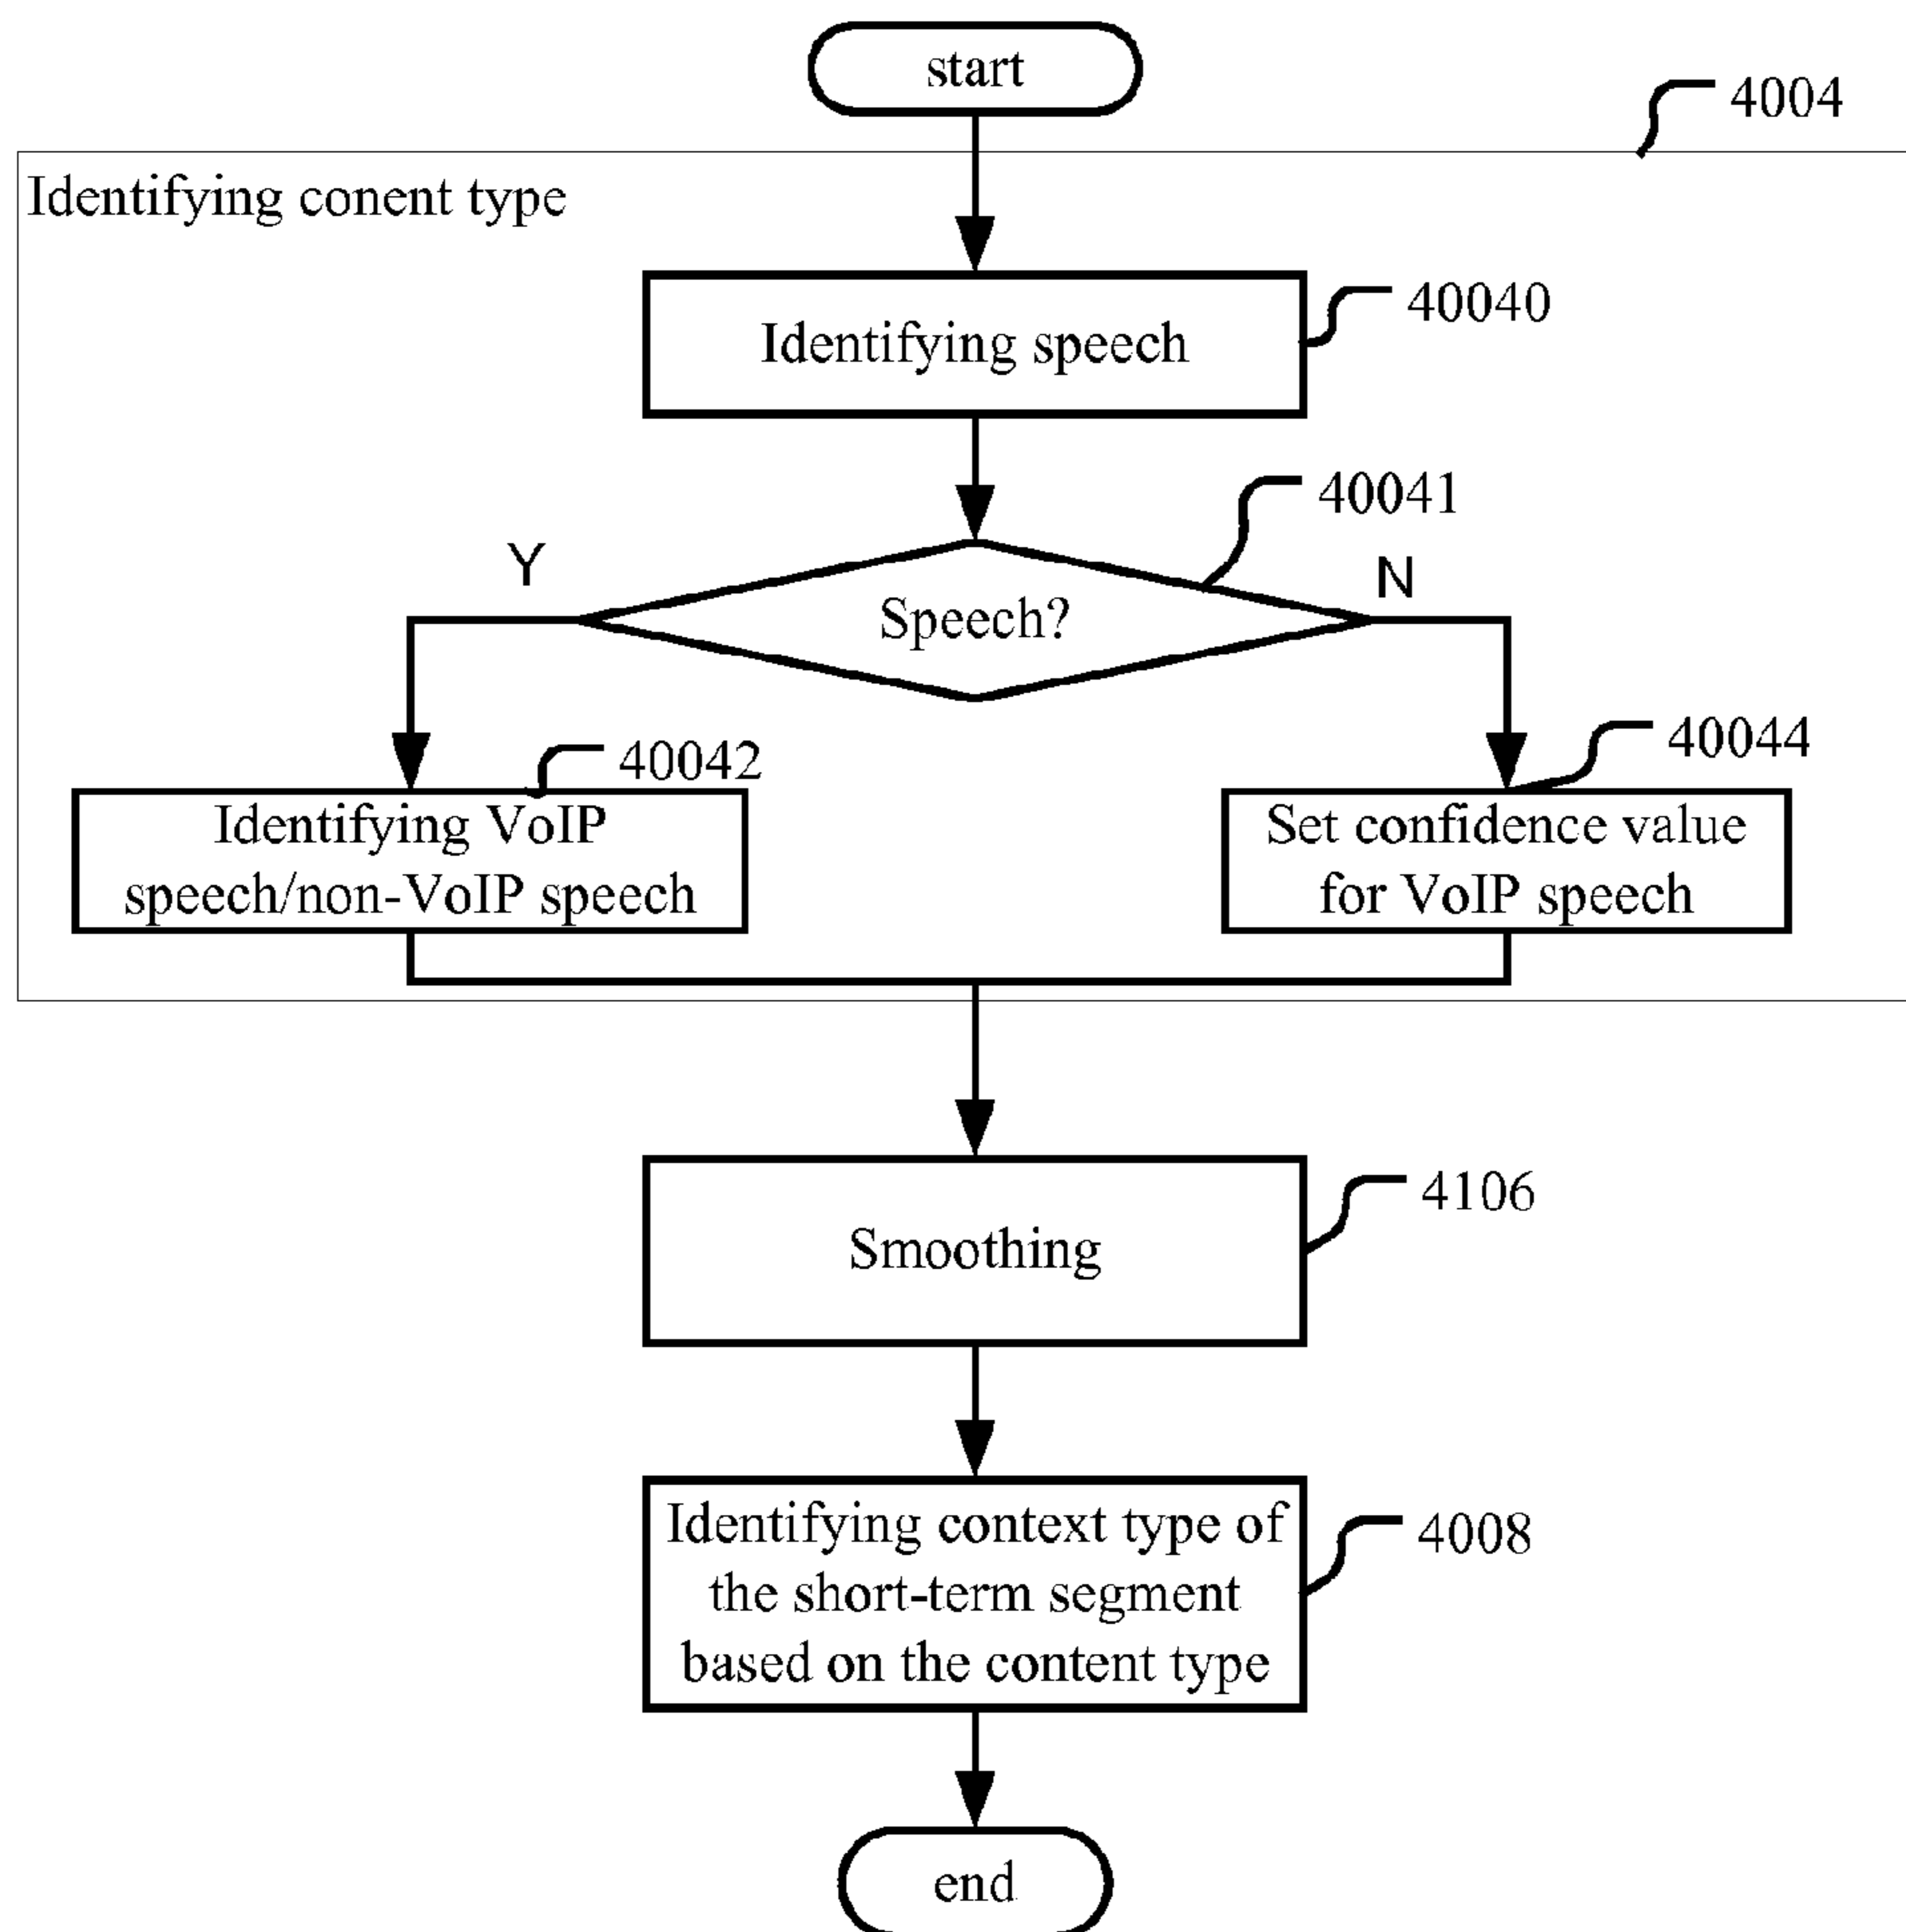 start
4004
Identifying conent type
40040
Identifying speech
40041
Y
N
Speech?
40042
40044
Identifying VoIP
speech/non-VoIP speech
Set confidence value
for VoIP speech
4106
Smoothing
Identifying context type of
the short-term segment
based on the content type
4008
end